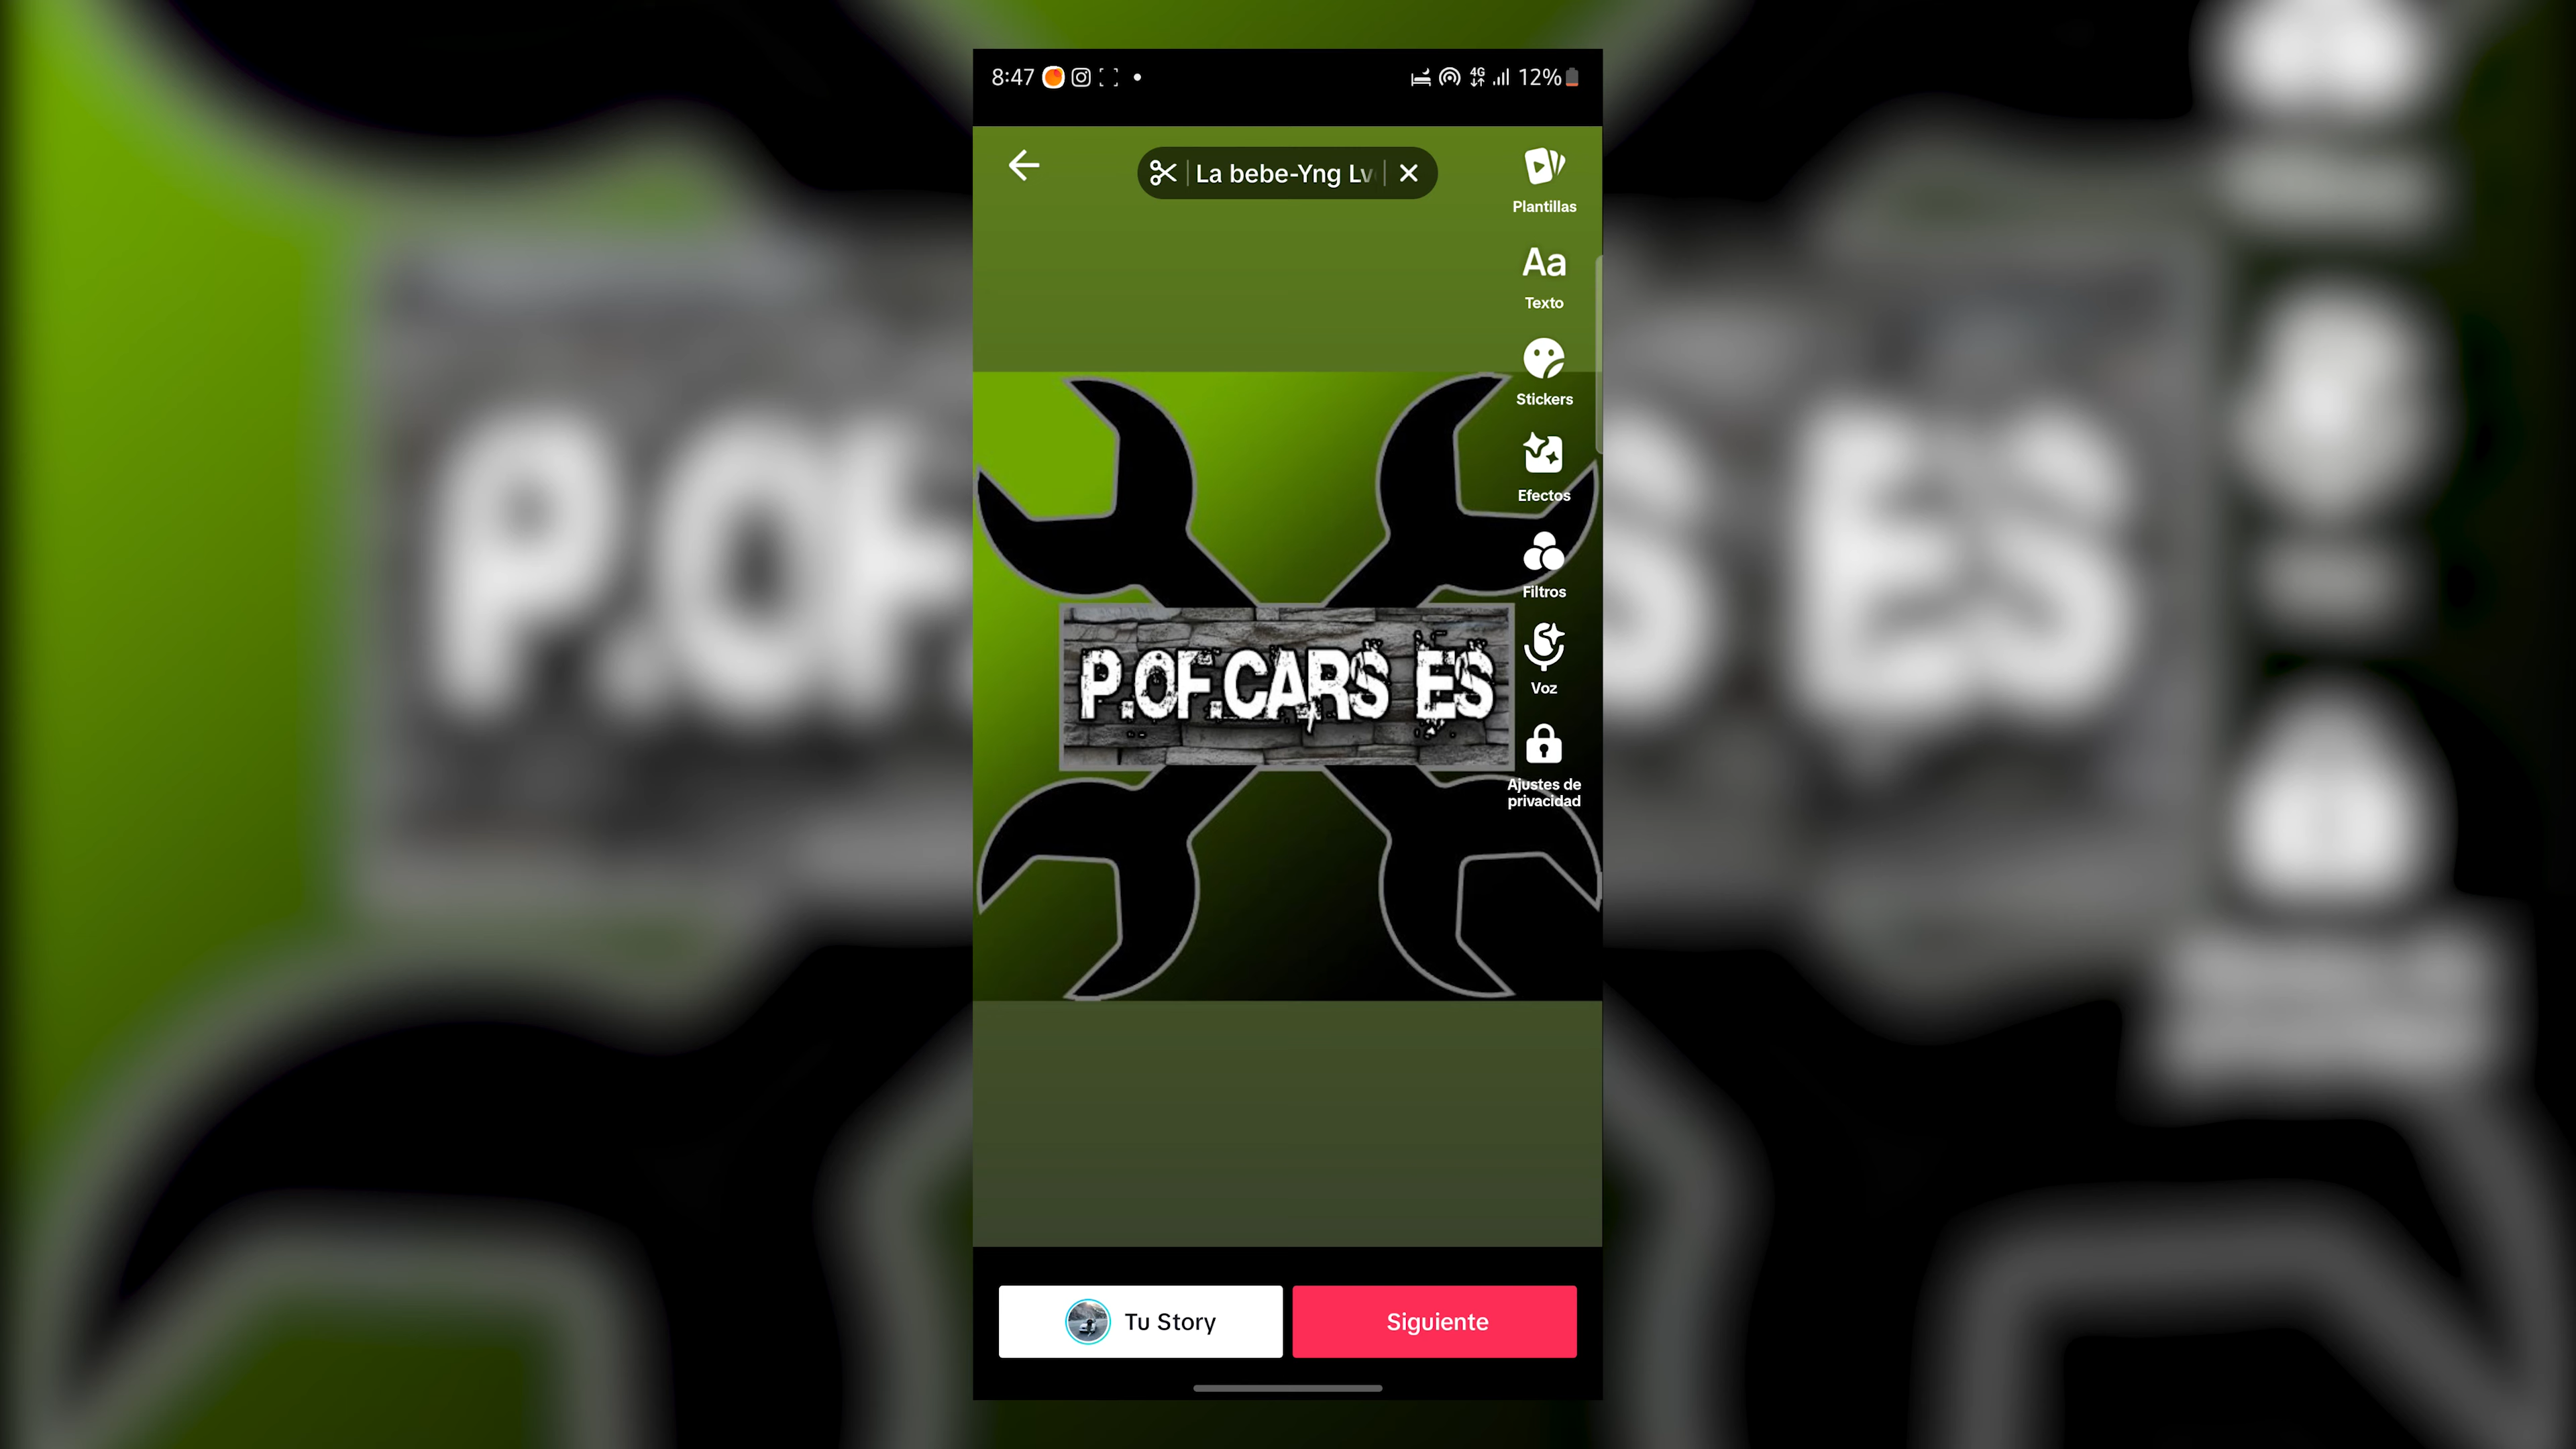 8:47
4G
12%
La bebe-Yng Lv
Plantillas
Aa
Texto
Stickers
Efectos
Filtros
P.OF.CARS ES
Voz
Ajustes de
privacidad
Tu Story
Siguiente